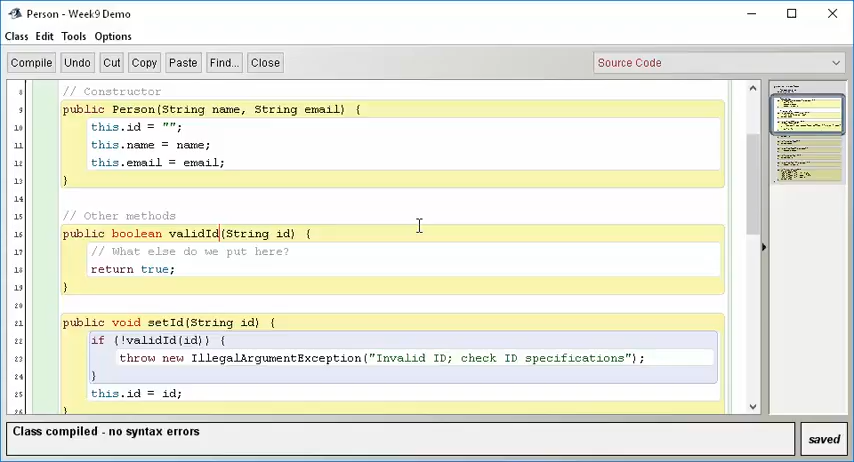 Person - Week9 Demo
Class Edit Tools Options
Compile Undo Cut Copy Paste Find... Close Source Code
8 // Constructor
9 public Person(String name, String email) {
10 this.id = "";
11 this.name = name;
12 this.email = email;
13 }
14
15 // Other methods
16 public boolean validId(String id) {
17 // What else do we put here?
18 return true;
19 }
20
21 public void setId(String id) {
22 if (!validId(id)) {
23 throw new IllegalArgumentException("Invalid ID; check ID specifications");
24 }
25 this.id = id;
26 }
Class compiled - no syntax errors saved